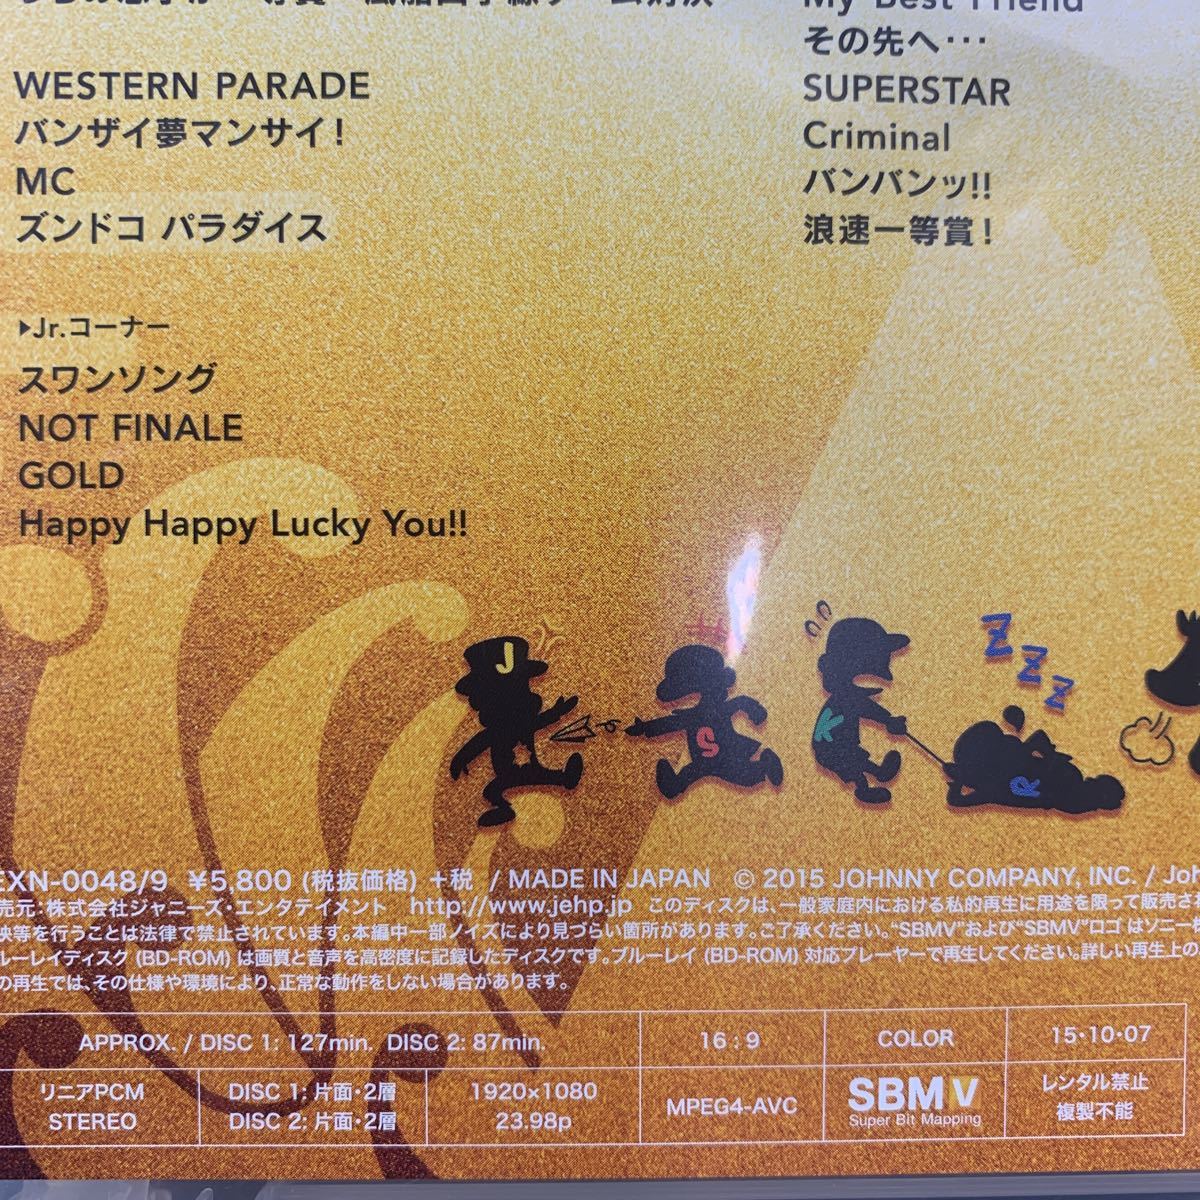 My Best Friend
その先へ･･･
WESTERN PARADE
SUPERSTAR
バンザイ夢マンサイ!
Criminal
MC
バンバンッ!!
ズンドコ パラダイス
浪速一等賞!
▶Jr.コーナー
スワンソング
NOT FINALE
GOLD
Happy Happy Lucky You!!
J
S
K
R
Z
Z
Z
EXN-0048/9 ¥5,800 (税抜価格) +税 / MADE IN JAPAN © 2015 JOHNNY COMPANY, INC. / Joh
売元:株式会社ジャニーズ・エンタテイメント http://www.jehp.jp このディスクは、一般家庭内における私的再生に用途を限って販売さ
映等を行うことは法律で禁止されています。本編中一部ノイズにより見づらい箇所があります。ご了承ください。"SBMV"および"SBMV"ロゴ はソニー
ルーレイディスク (BD-ROM) は画質と音声を高密度に記録したディスクです。ブルーレイ (BD-ROM) 対応プレーヤーで再生してください。詳しい再生上の
の再生では、その仕様や環境により、正常な動作をしない場合があります。
APPROX. / DISC 1: 127min. DISC 2: 87min.
16:9
COLOR
15・10・07
リニアPCM
STEREO
DISC 1: 片面・2層
DISC 2: 片面・2層
1920×1080
23.98p
MPEG4-AVC
SBMV
Super Bit Mapping
レンタル禁止
複製不能